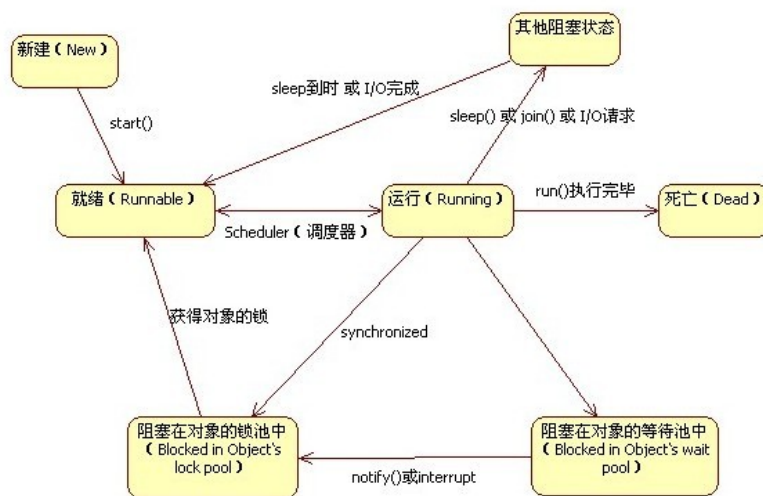 新建（New）
其他阻塞状态
sleep到时 或 I/O完成
sleep() 或 join() 或 I/O请求
start()
就绪（Runnable）
运行（Running）
run()执行完毕
死亡（Dead）
Scheduler（调度器）
获得对象的锁
synchronized
阻塞在对象的锁池中
（Blocked in Object's
lock pool）
阻塞在对象的等待池中
（Blocked in Object's wait
pool）
notify()或interrupt